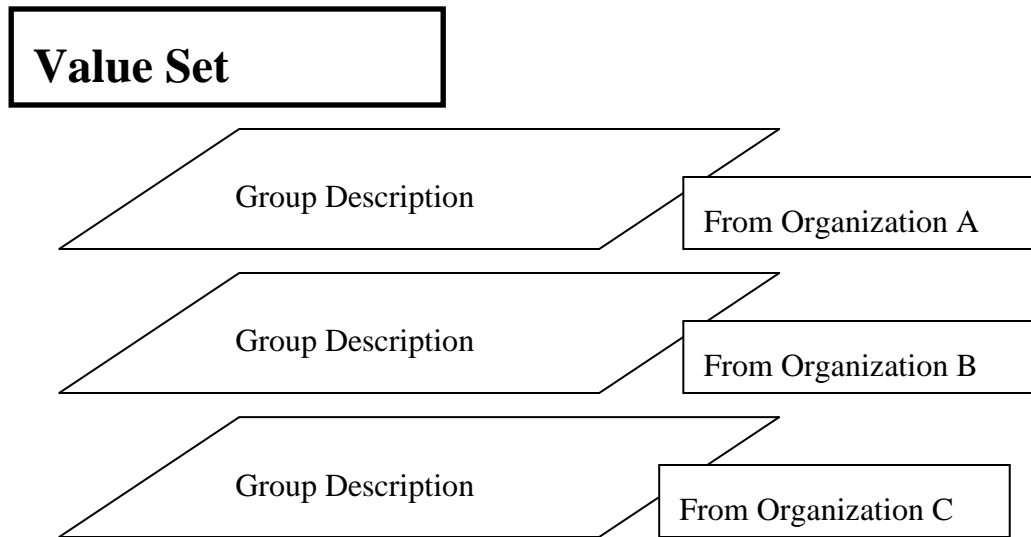 Value Set
Group Description
From Organization A
Group Description
From Organization B
Group Description
From Organization C